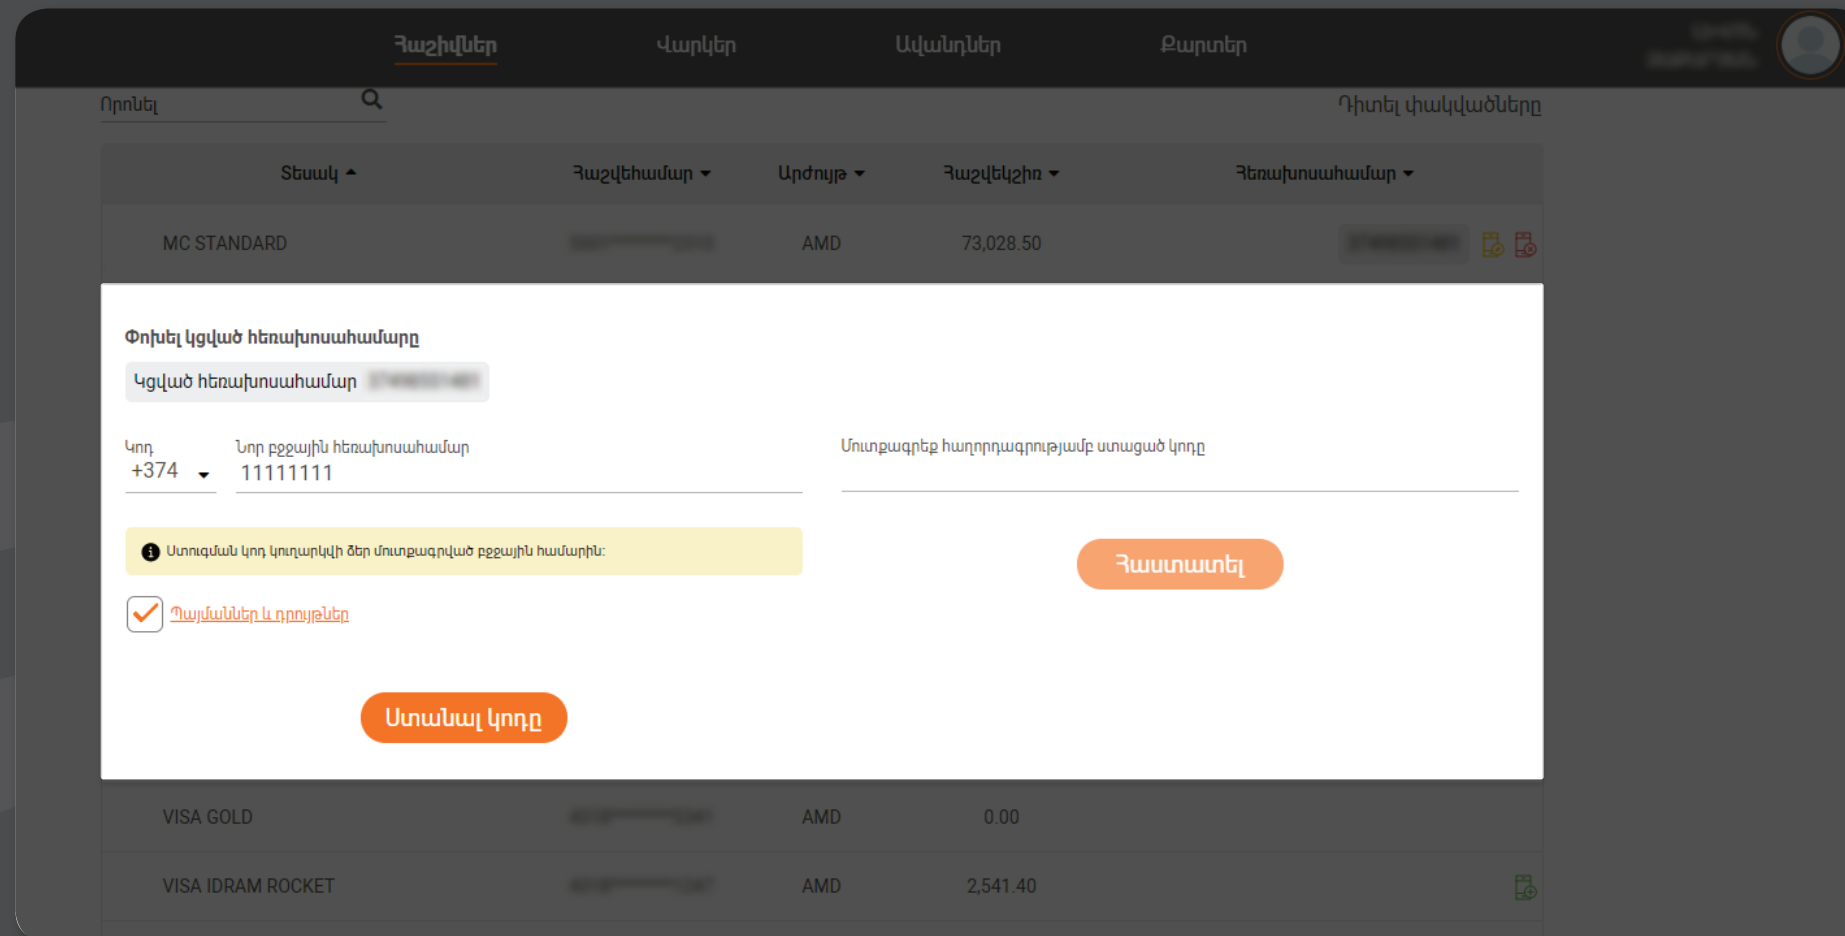 Հաշիվներ Վարկեր Ավանդներ Քարտեր
Որոնել Դիտել փակվածները
Տեսակ Հաշվեհամար Արժույթ Հաշվեկշիռ Հեռախոսահամար
MC STANDARD AMD 73,028.50
Փոխել կցված հեռախոսահամարը
Կցված հեռախոսահամար
Կոդ Նոր բջջային հեռախոսահամար Մուտքագրեք հաղորդագրությամբ ստացած կոդը
+374 11111111
Ստուգման կոդ կուղարկվի ձեր մուտքագրված բջջային համարին:
Հաստատել
Պայմաններ և դրույթներ
Ստանալ կոդը
VISA GOLD AMD 0.00
VISA IDRAM ROCKET AMD 2,541.40